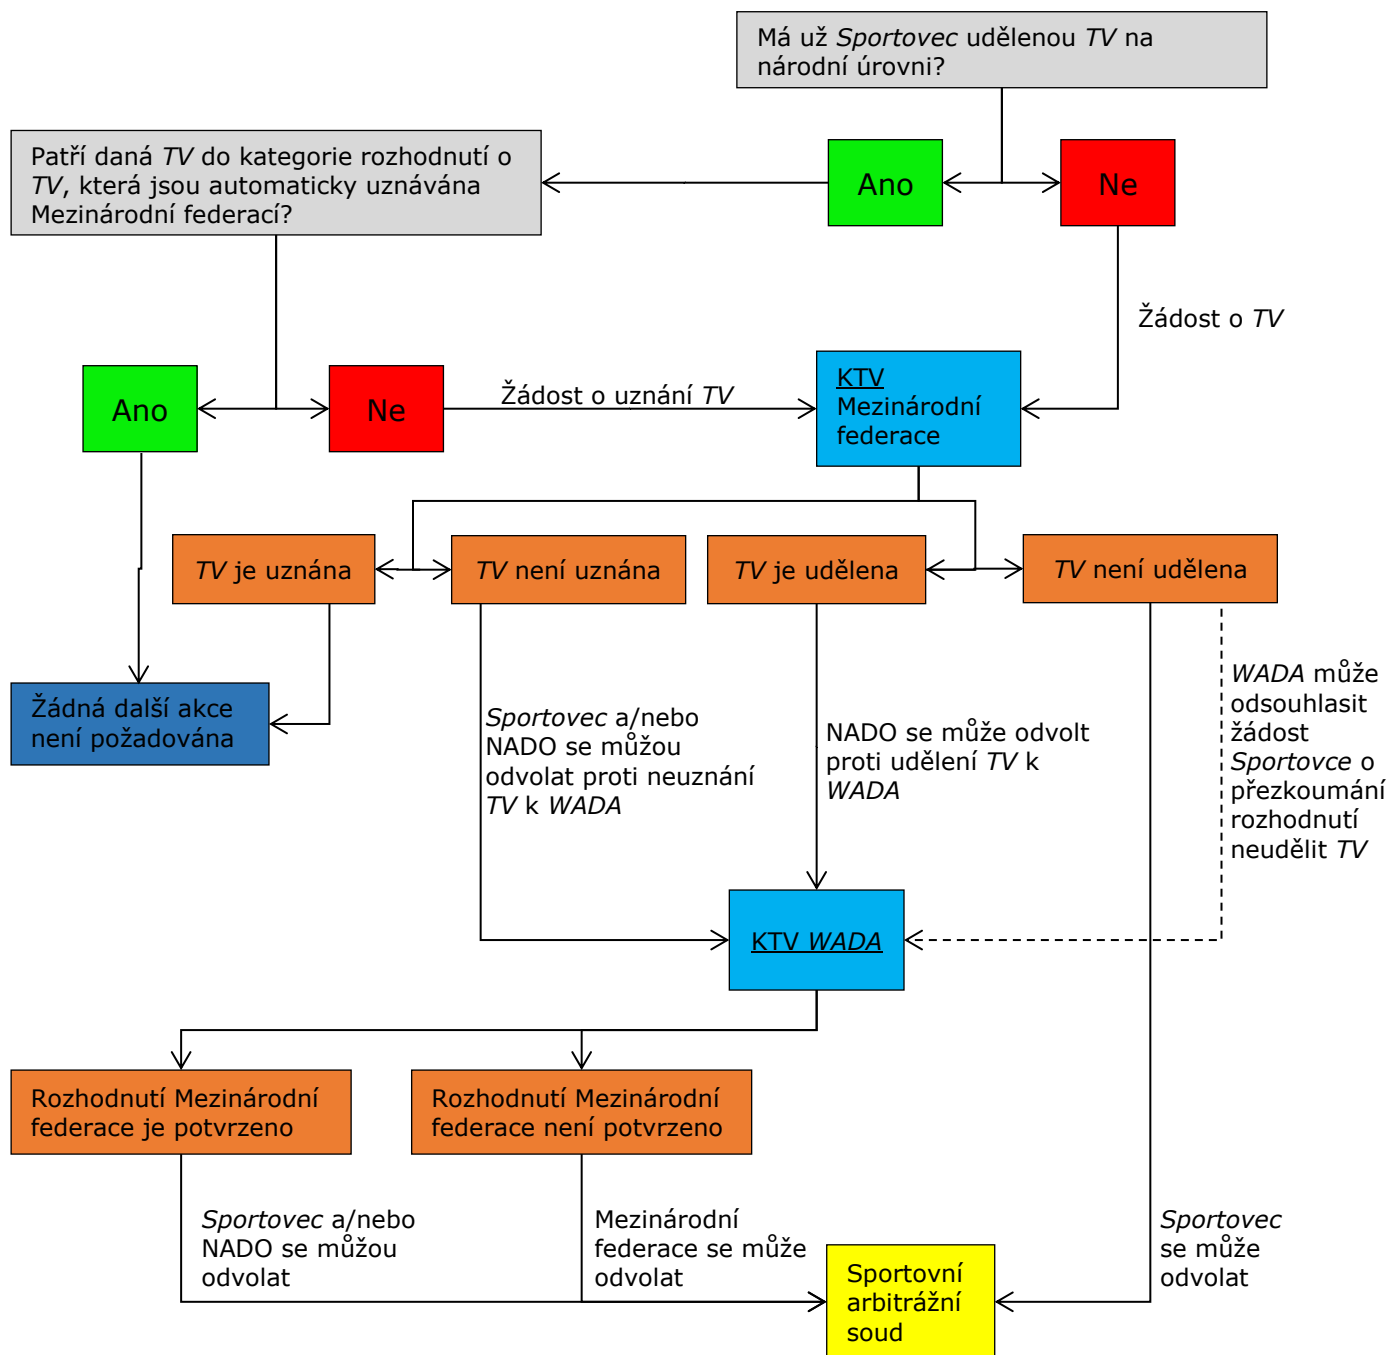 Má už Sportovec udělenou TV na
národní úrovni?
Patří daná TV do kategorie rozhodnutí o
TV, která jsou automaticky uznávána
Mezinárodní federací?
Ano
Ne
Žádost o TV
Ano
Ne
Žádost o uznání TV
KTV
Mezinárodní
federace
TV je uznána
TV není uznána
TV je udělena
TV není udělena
Žádná další akce
není požadována
Sportovec a/nebo
NADO se můžou
odvolat proti neuznání
TV k WADA
NADO se může odvolt
proti udělení TV k
WADA
WADA může
odsouhlasit
žádost
Sportovce o
přezkoumání
rozhodnutí
neudělit TV
KTV WADA
Rozhodnutí Mezinárodní
federace je potvrzeno
Rozhodnutí Mezinárodní
federace není potvrzeno
Sportovec a/nebo
NADO se můžou
odvolat
Mezinárodní
federace se může
odvolat
Sportovec
se může
odvolat
Sportovní
arbitrážní
soud